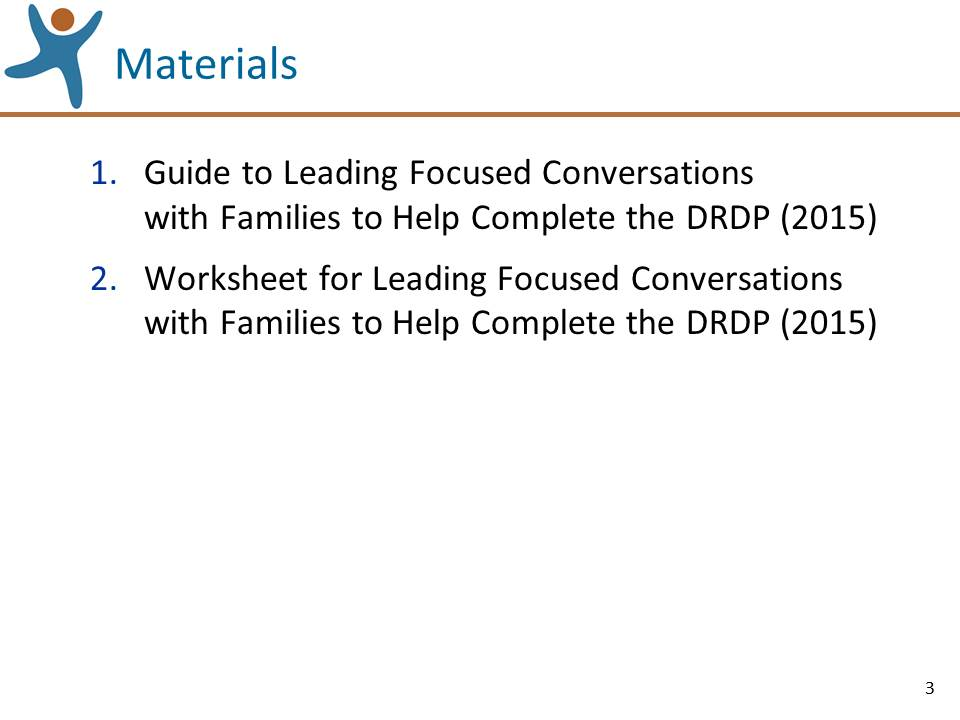 Materials
1. Guide to Leading Focused Conversations
with Families to Help Complete the DRDP (2015)
2. Worksheet for Leading Focused Conversations
with Families to Help Complete the DRDP (2015)
3